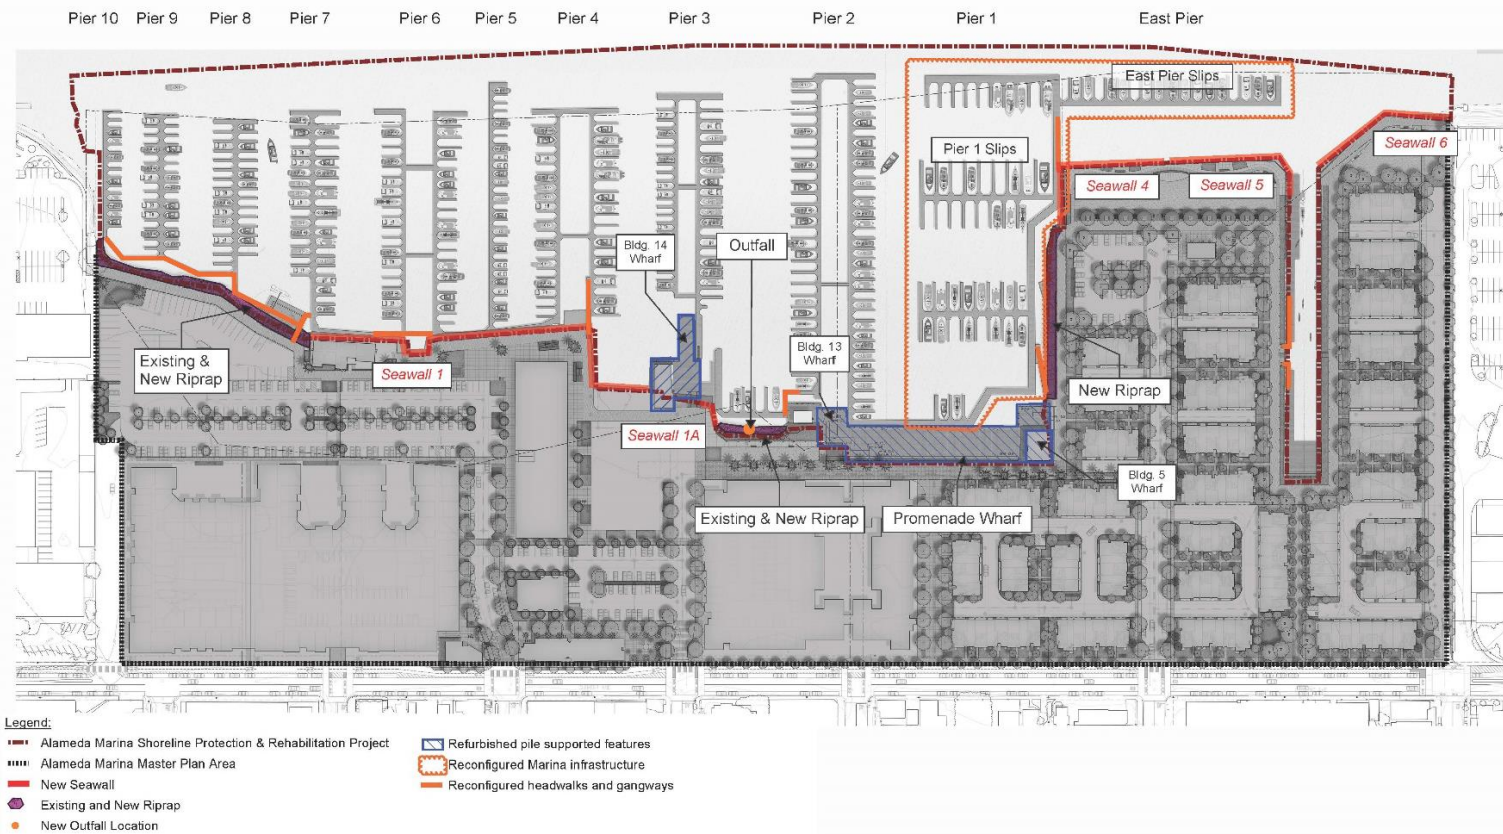 Pier 10 Pier 9 Pier 8 Pier 7 Pier 6 Pier 5 Pier 4 Pier 3 Pier 2 Pier 1 East Pier
East Pier Slips
Seawall 6
Pier 1 Slips
Seawall 4
Seawall 5
Bldg. 14
Wharf
Outfall
Existing &
New Riprap
Seawall 1
Bldg. 13
Wharf
New Riprap
Seawall 1A
Bldg. 5
Wharf
Existing & New Riprap
Promenade Wharf
Legend:
Alameda Marina Shoreline Protection & Rehabilitation Project
Alameda Marina Master Plan Area
New Seawall
Existing and New Riprap
New Outfall Location
Refurbished pile supported features
Reconfigured Marina infrastructure
Reconfigured headwalks and gangways